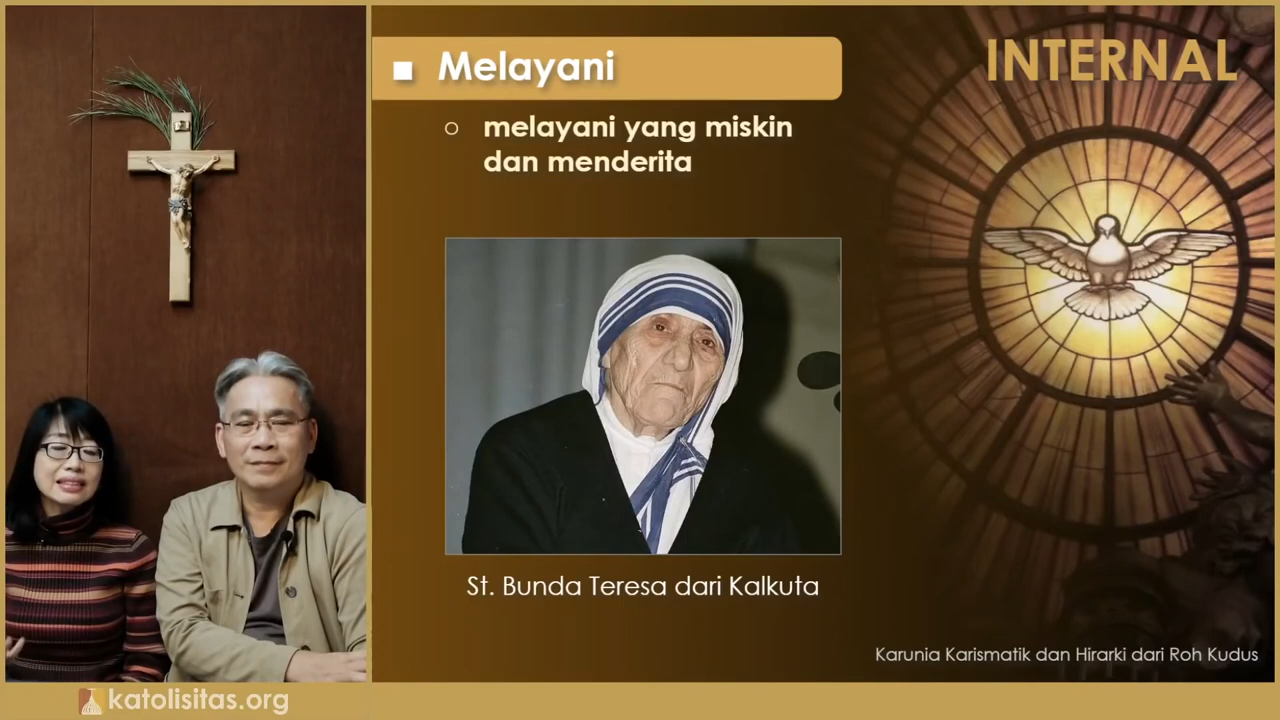 INTERNAL
■ Melayani
○ melayani yang miskin
dan menderita
St. Bunda Teresa dari Kalkuta
Karunia Karismatik dan Hirarki dari Roh Kudus
katolisitas.org